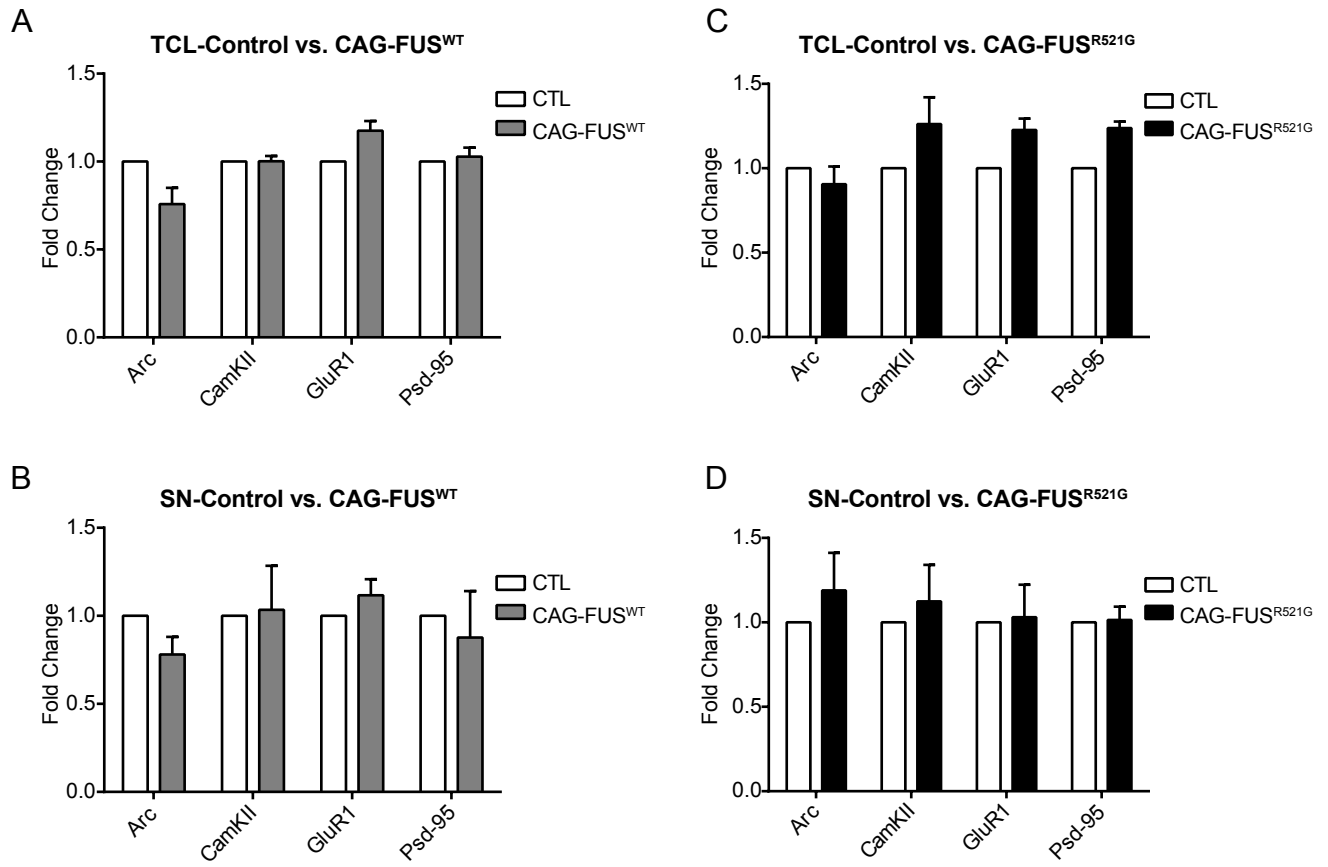 A
TCL-Control vs. CAG-FUSWT
Fold Change
1.5
1.0
0.5
0.0
Arc
CamKII
GluR1
Psd-95
CTL
CAG-FUSWT
C
TCL-Control vs. CAG-FUSR521G
Fold Change
1.5
1.0
0.5
0.0
Arc
CamKII
GluR1
Psd-95
CTL
CAG-FUSR521G
B
SN-Control vs. CAG-FUSWT
Fold Change
1.5
1.0
0.5
0.0
Arc
CamKII
GluR1
Psd-95
CTL
CAG-FUSWT
D
SN-Control vs. CAG-FUSR521G
Fold Change
1.5
1.0
0.5
0.0
Arc
CamKII
GluR1
Psd-95
CTL
CAG-FUSR521G